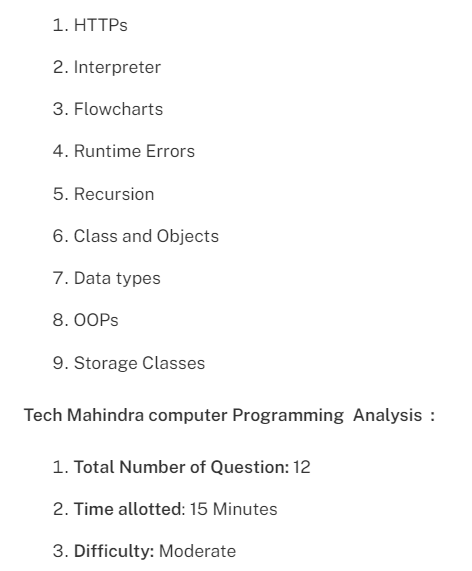 1. HTTPs
2. Interpreter
3. Flowcharts
4. Runtime Errors
5. Recursion
6. Class and Objects
7. Data types
8. OOPs
9. Storage Classes
Tech Mahindra computer Programming Analysis :
1. Total Number of Question: 12
2. Time allotted: 15 Minutes
3. Difficulty: Moderate